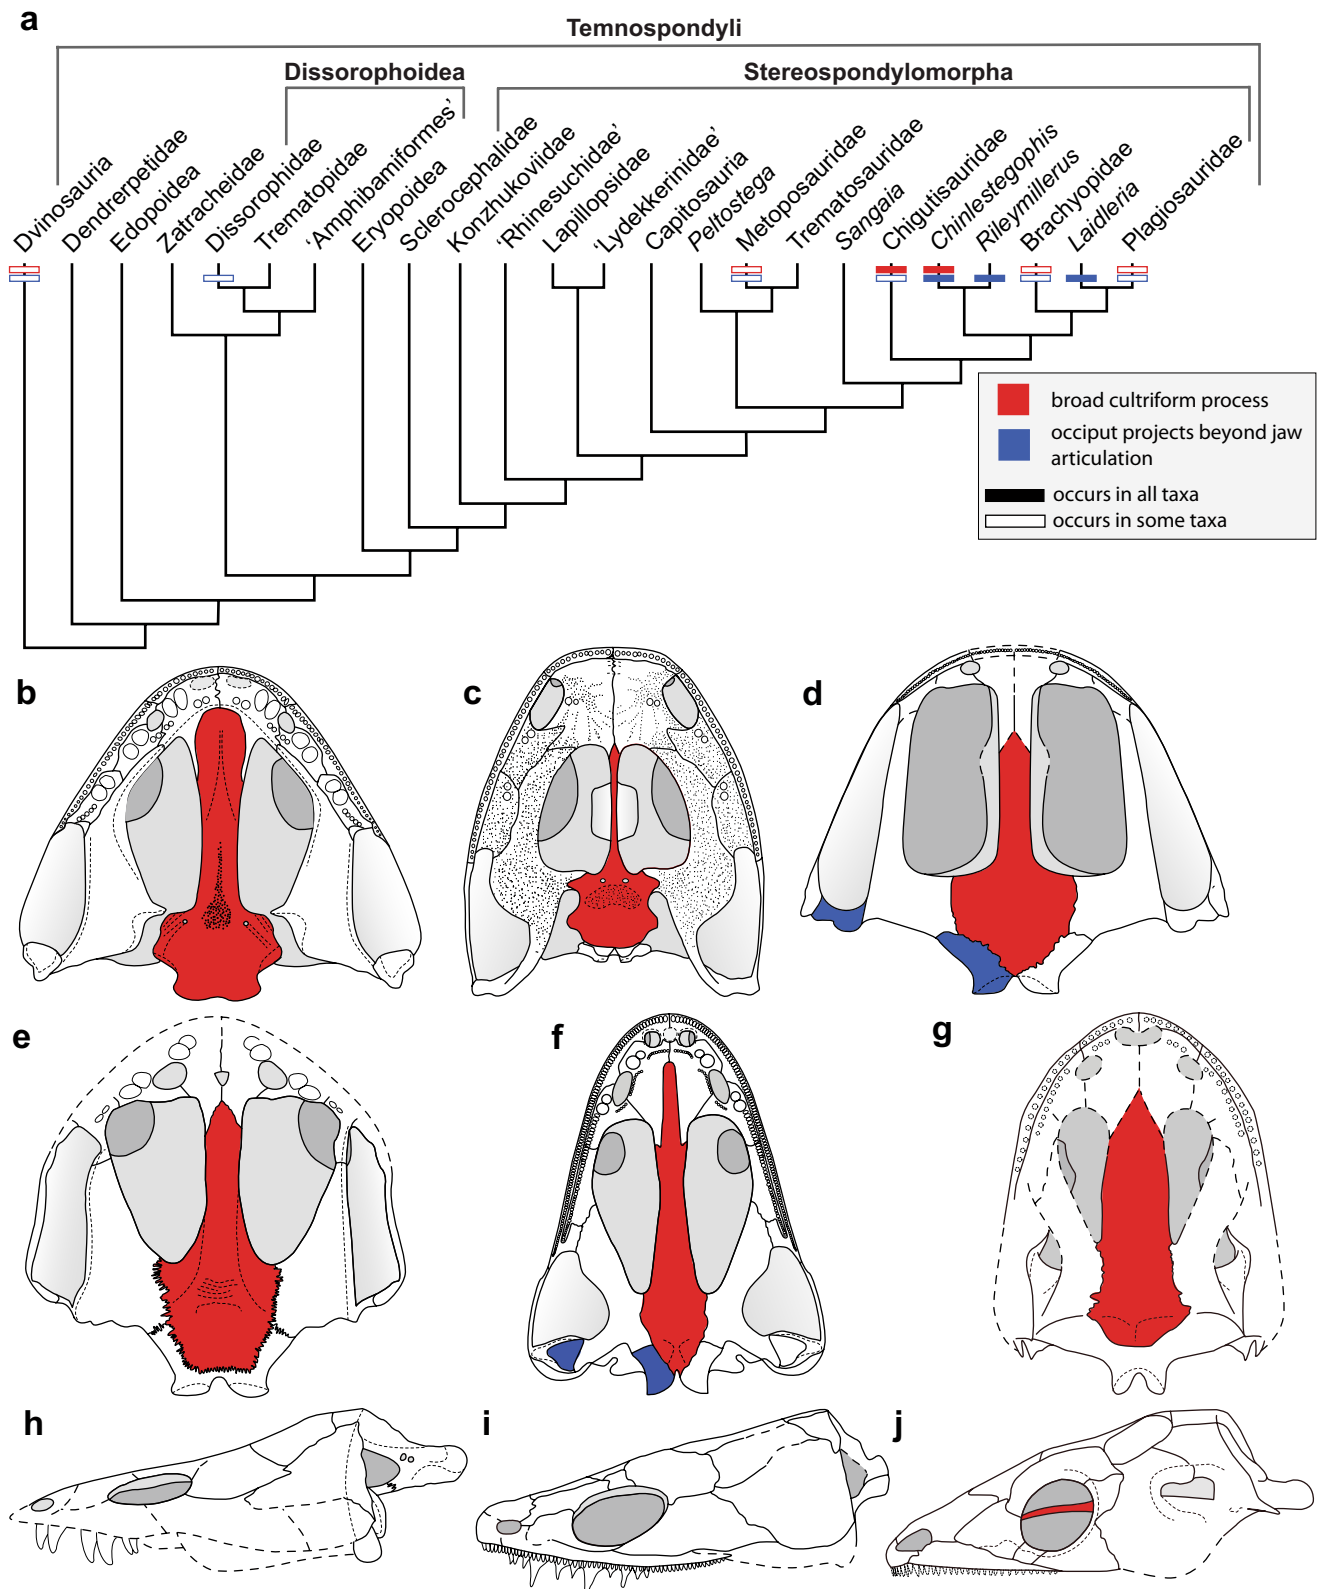 a
Temnospondyli
Dissorophoidea
Stereospondylomorpha
Dvinosauria
Dendrerpetidae
Edopoidea
Zatracheidae
Dissorophidae
Trematopidae
‘Amphibamiformes’
Eryopoidea
Sclerocephalidae
Konzhukoviidae
‘Rhinesuchidae’
Lapillopsidae
‘Lydekkerinidae’
Capitosauria
Peltostega
Metoposauridae
Trematosauridae
Sangaia
Chigutisauridae
Chinlestegophis
Rileymillerus
Brachyopidae
Laidleria
Plagiosauridae
broad cultriform process
occiput projects beyond jaw
articulation
occurs in all taxa
occurs in some taxa
b
c
d
e
f
g
h
i
j